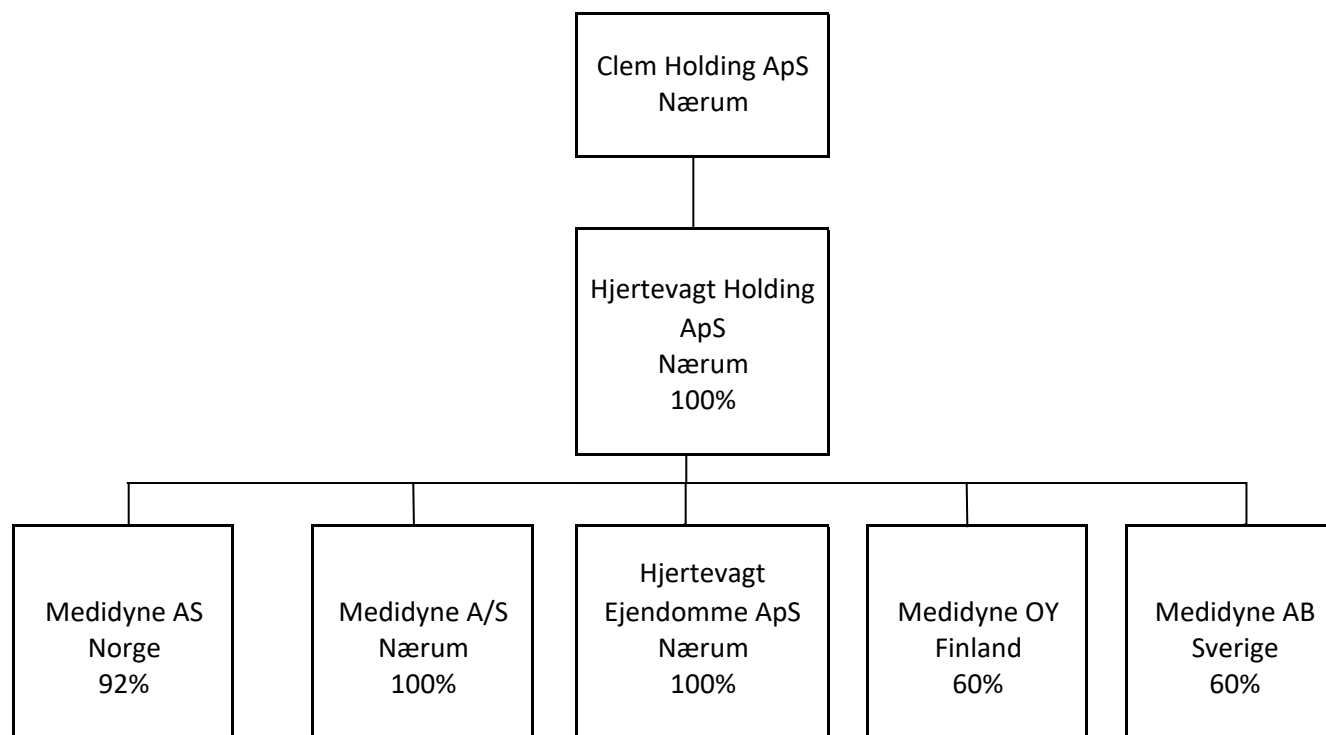 Clem Holding ApS
Nærum
Hjertevagt Holding
ApS
Nærum
100%
Medidyne AS
Norge
92%
Medidyne A/S
Nærum
100%
Hjertevagt
Ejendomme ApS
Nærum
100%
Medidyne OY
Finland
60%
Medidyne AB
Sverige
60%